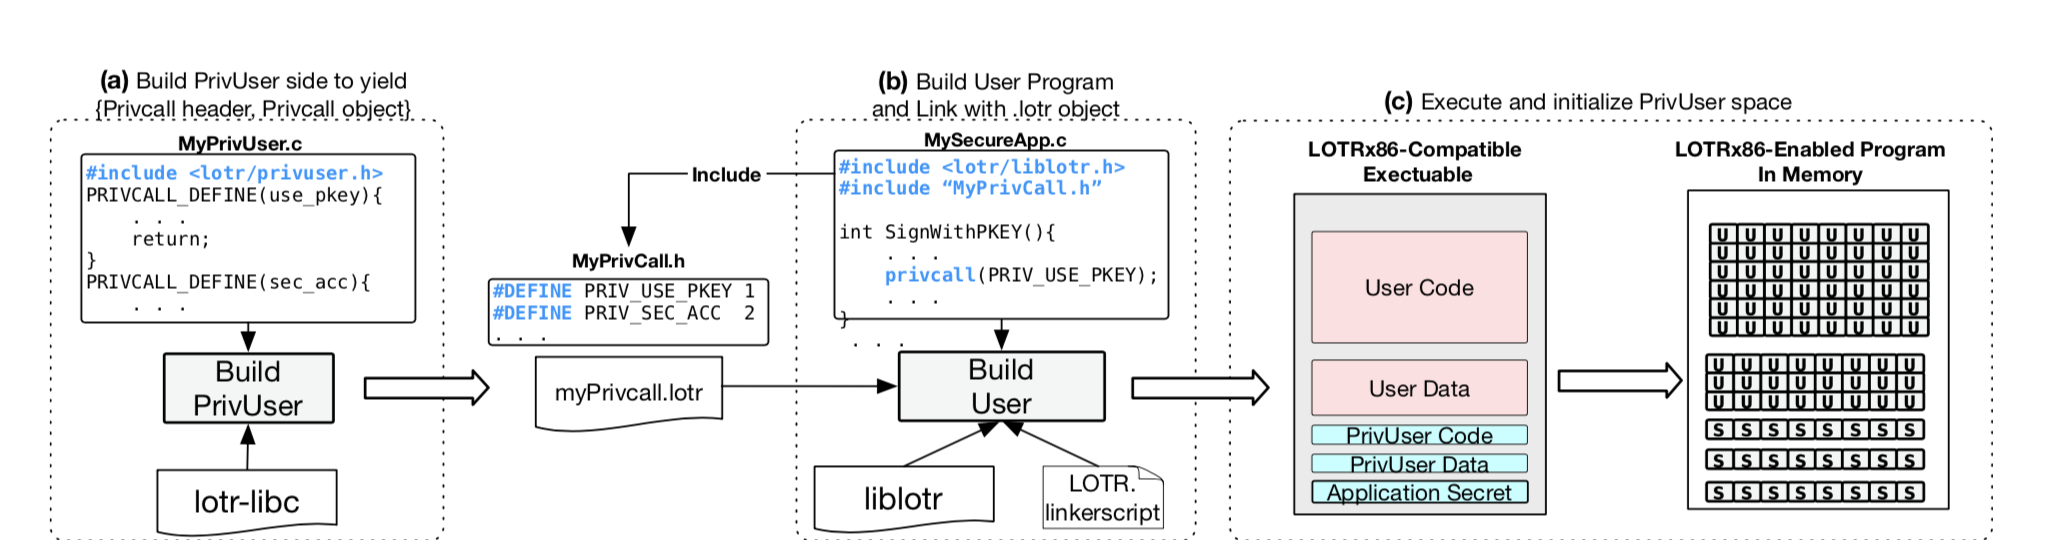 (a) Build PrivUser side to yield
{Privcall header, Privcall object}
MyPrivUser.c
#include <lotr/privuser.h>
PRIVCALL_DEFINE(use_pkey){
. . .
return;
}
PRIVCALL_DEFINE(sec_acc){
. . .
Build
PrivUser
lotr-libc
Include
MyPrivCall.h
#DEFINE PRIV_USE_PKEY 1
#DEFINE PRIV_SEC_ACC 2
. . .
myPrivcall.lotr
(b) Build User Program
and Link with .lotr object
MySecureApp.c
#include <lotr/liblotr.h>
#include “MyPrivCall.h”
int SignWithPKEY(){
. . .
privcall(PRIV_USE_PKEY);
. . .
}
. . .
Build
User
liblotr
LOTR.
linkerscript
(c) Execute and initialize PrivUser space
LOTRx86-Compatible
Exectuable
User Code
User Data
PrivUser Code
PrivUser Data
Application Secret
LOTRx86-Enabled Program
In Memory
U U U U U U U U
U U U U U U U U
U U U U U U U U
U U U U U U U U
U U U U U U U U
U U U U U U U U
U U U U U U U U
U U U U U U U U
U U U U U U U U
S S S S S S S S
S S S S S S S S
S S S S S S S S